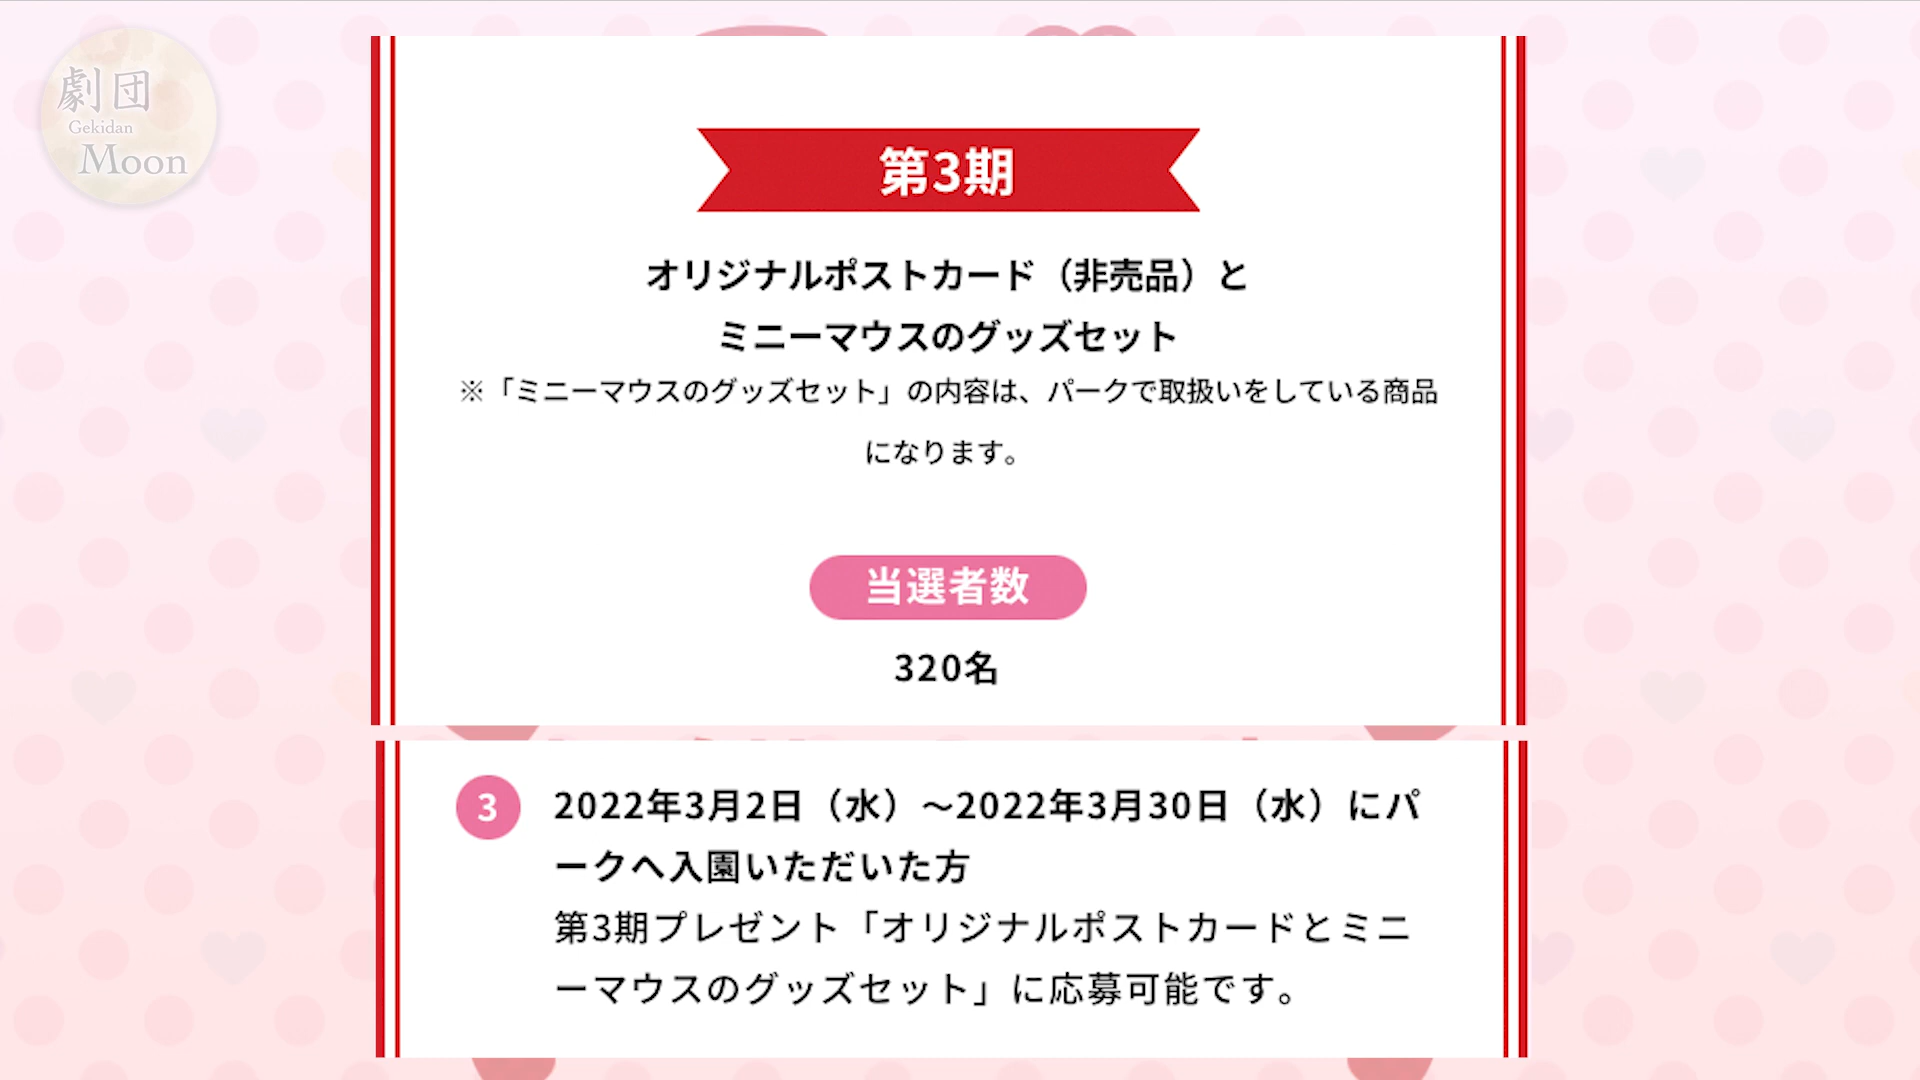 劇団
Gekidan
Moon
第3期
オリジナルポストカード（非売品）と
ミニーマウスのグッズセット
※「ミニーマウスのグッズセット」の内容は、パークで取扱いをしている商品
になります。
当選者数
320名
3
2022年3月2日（水）～2022年3月30日（水）にパ
ークへ入園いただいた方
第3期プレゼント「オリジナルポストカードとミニ
ーマウスのグッズセット」に応募可能です。